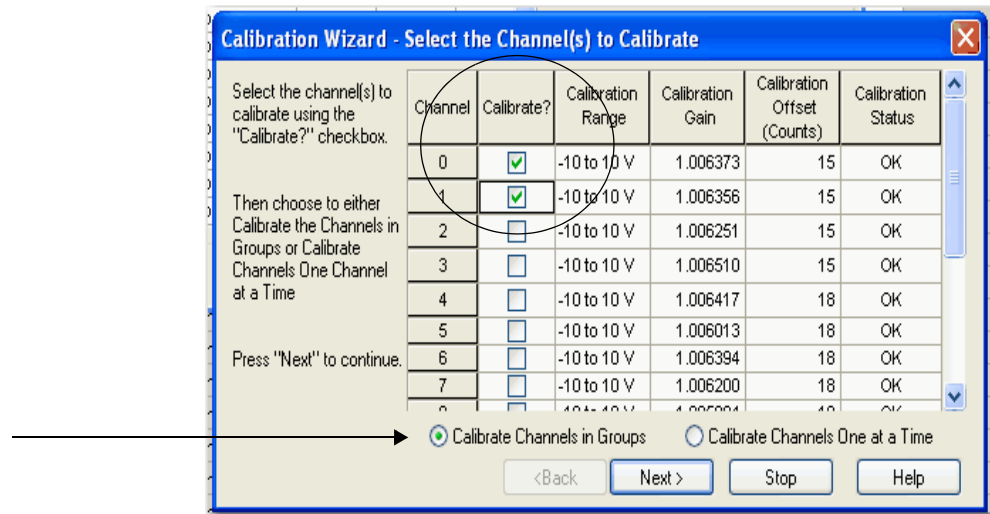 Calibration Wizard - Select the Channel(s) to Calibrate
Select the channel(s) to
calibrate using the
"Calibrate?" checkbox.
Then choose to either
Calibrate the Channels in
Groups or Calibrate
Channels One Channel
at a Time
Press "Next" to continue.
Channel Calibrate? Calibration Range Calibration Gain Calibration Offset (Counts) Calibration Status
0 -10 to 10 V 1.006373 15 OK
1 -10 to 10 V 1.006356 15 OK
2 -10 to 10 V 1.006251 15 OK
3 -10 to 10 V 1.006510 15 OK
4 -10 to 10 V 1.006417 18 OK
5 -10 to 10 V 1.006013 18 OK
6 -10 to 10 V 1.006394 18 OK
7 -10 to 10 V 1.006200 18 OK
Calibrate Channels in Groups Calibrate Channels One at a Time
<Back Next > Stop Help